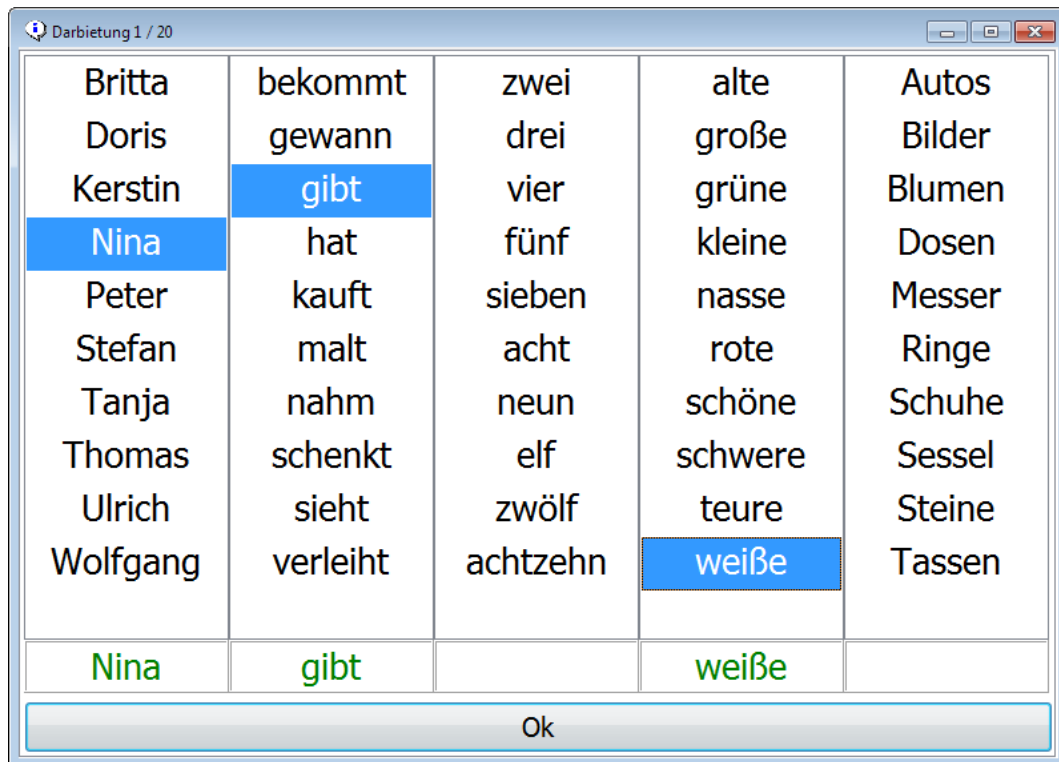 Darbietung 1 / 20
Britta bekommt zwei alte Autos
Doris gewann drei große Bilder
Kerstin gibt vier grüne Blumen
Nina hat fünf kleine Dosen
Peter kauft sieben nasse Messer
Stefan malt acht rote Ringe
Tanja nahm neun schöne Schuhe
Thomas schenkt elf schwere Sessel
Ulrich sieht zwölf teure Steine
Wolfgang verleiht achtzehn weiße Tassen
Nina gibt weiße
Ok